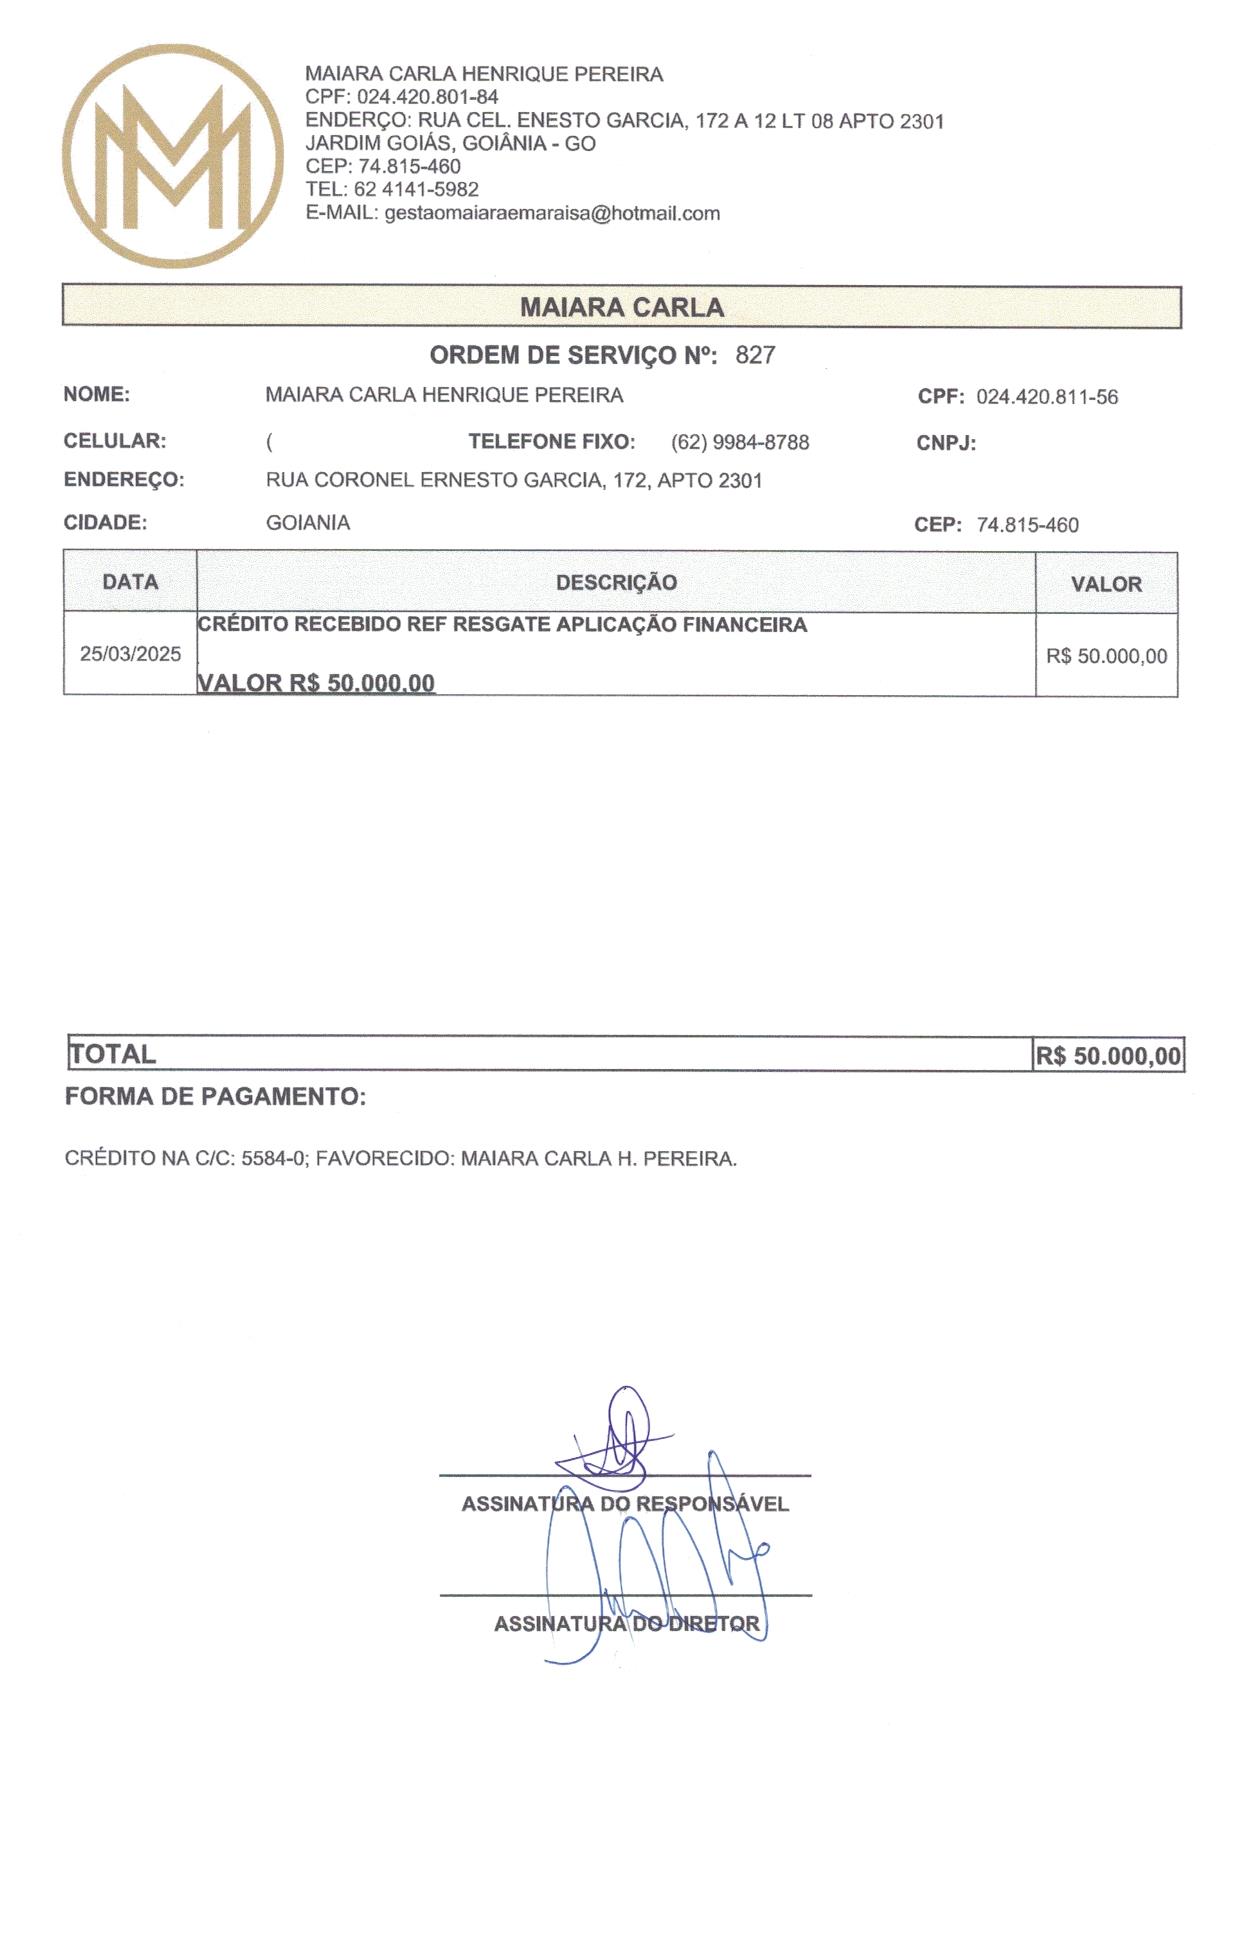 MAIARA CARLA HENRIQUE PEREIRA
CPF: 024.420.801-84
ENDERÇO: RUA CEL. ENESTO GARCIA, 172 A 12 LT 08 APTO 2301
JARDIM GOIÁS, GOIÂNIA - GO
CEP: 74.815-460
TEL: 62 4141-5982
E-MAIL: gestaomaiaraemaraisa@hotmail.com
MAIARA CARLA
ORDEM DE SERVIÇO Nº: 827
NOME: MAIARA CARLA HENRIQUE PEREIRA CPF: 024.420.811-56
CELULAR: ( TELEFONE FIXO: (62) 9984-8788 CNPJ:
ENDEREÇO: RUA CORONEL ERNESTO GARCIA, 172, APTO 2301
CIDADE: GOIANIA CEP: 74.815-460
DATA DESCRIÇÃO VALOR
CRÉDITO RECEBIDO REF RESGATE APLICAÇÃO FINANCEIRA
25/03/2025 R$ 50.000,00
VALOR R$ 50.000,00
TOTAL R$ 50.000,00
FORMA DE PAGAMENTO:
CRÉDITO NA C/C: 5584-0; FAVORECIDO: MAIARA CARLA H. PEREIRA.
ASSINATURA DO RESPONSÁVEL
ASSINATURA DO DIRETOR